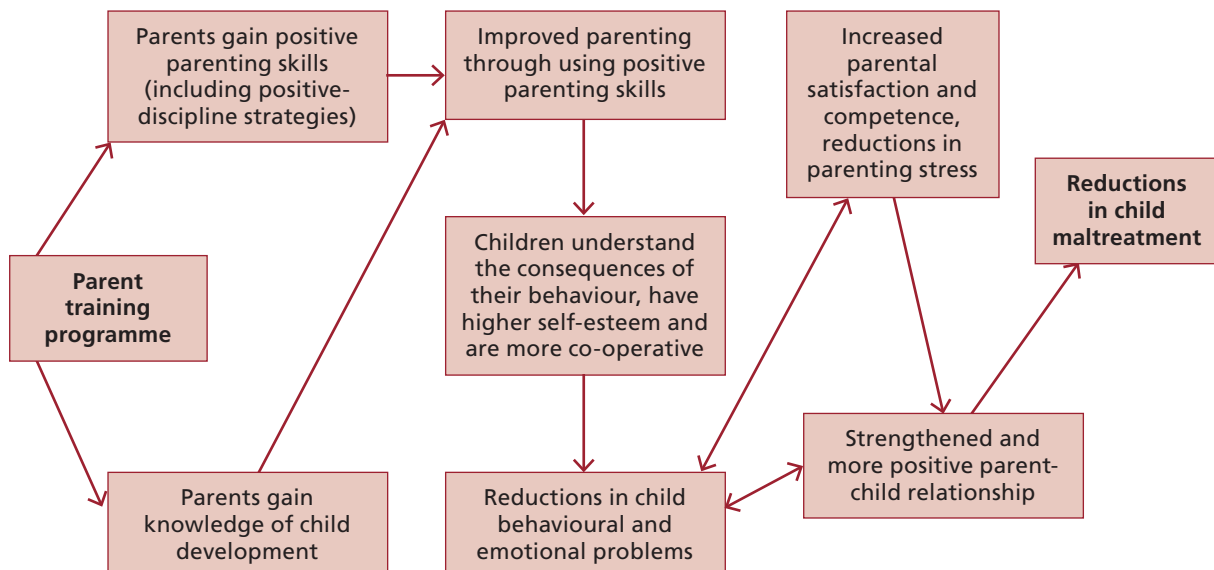 Parents gain positive
parenting skills
(including positive-
discipline strategies)
Improved parenting
through using positive
parenting skills
Increased
parental
satisfaction and
competence,
reductions in
parenting stress
Reductions
in child
maltreatment
Parent
training
programme
Children understand
the consequences of
their behaviour, have
higher self-esteem and
are more co-operative
Strengthened and
more positive parent-
child relationship
Parents gain
knowledge of child
development
Reductions in child
behavioural and
emotional problems